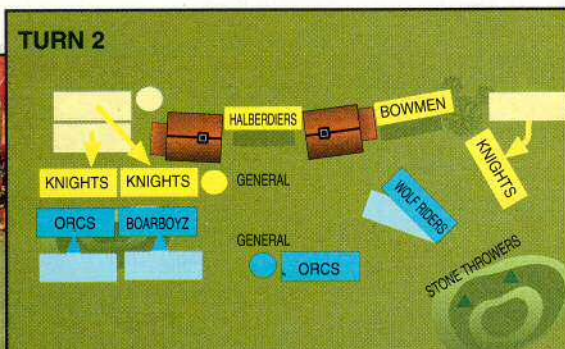 TURN 2
HALBERDIERS
BOWMEN
KNIGHTS
KNIGHTS
GENERAL
KNIGHTS
ORCS
BOARBOYZ
WOLF RIDERS
GENERAL
ORCS
STONE THROWERS